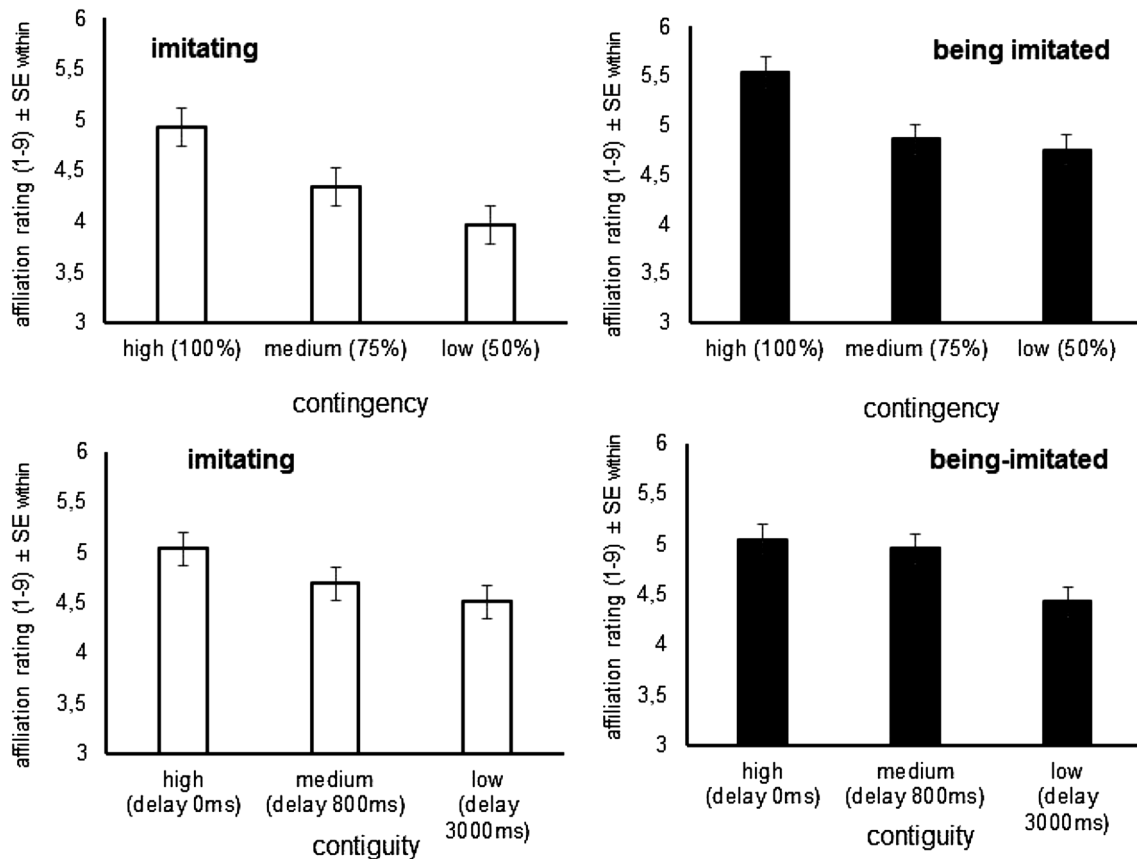 affiliation rating (1-9) ± SE within
6
5,5
5
4,5
4
3,5
3
imitating
high (100%)
medium (75%)
low (50%)
contingency
affiliation rating (1-9) ± SE within
6
5,5
5
4,5
4
3,5
3
being imitated
high (100%)
medium (75%)
low (50%)
contingency
affiliation rating (1-9) ± SE within
6
5,5
5
4,5
4
3,5
3
imitating
high
(delay 0ms)
medium
(delay 800ms)
low
(delay
3000ms)
contiguity
affiliation rating (1-9) ± SE within
6
5,5
5
4,5
4
3,5
3
being-imitated
high
(delay 0ms)
medium
(delay 800ms)
low
(delay
3000ms)
contiguity